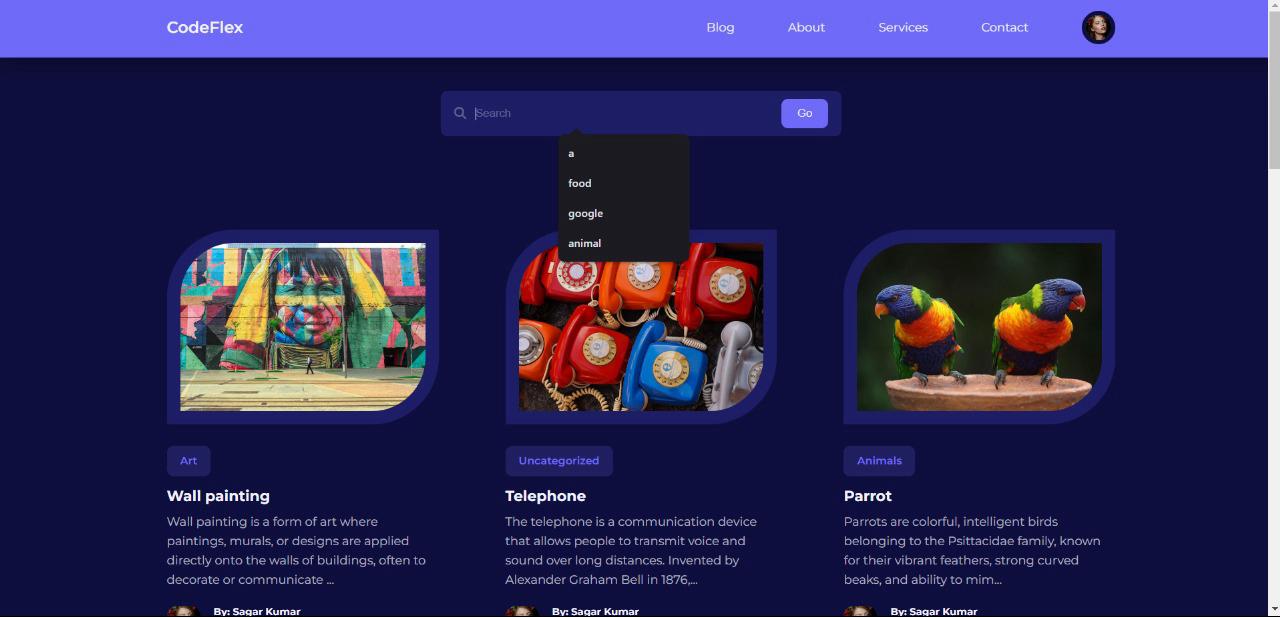 CodeFlex
Blog
About
Services
Contact
Search
Go
a
food
google
animal
Art
Wall painting
Wall painting is a form of art where
paintings, murals, or designs are applied
directly onto the walls of buildings, often to
decorate or communicate ...
By: Sagar Kumar
Uncategorized
Telephone
The telephone is a communication device
that allows people to transmit voice and
sound over long distances. Invented by
Alexander Graham Bell in 1876,...
By: Sagar Kumar
Animals
Parrot
Parrots are colorful, intelligent birds
belonging to the Psittacidae family, known
for their vibrant feathers, strong curved
beaks, and ability to mim...
By: Sagar Kumar